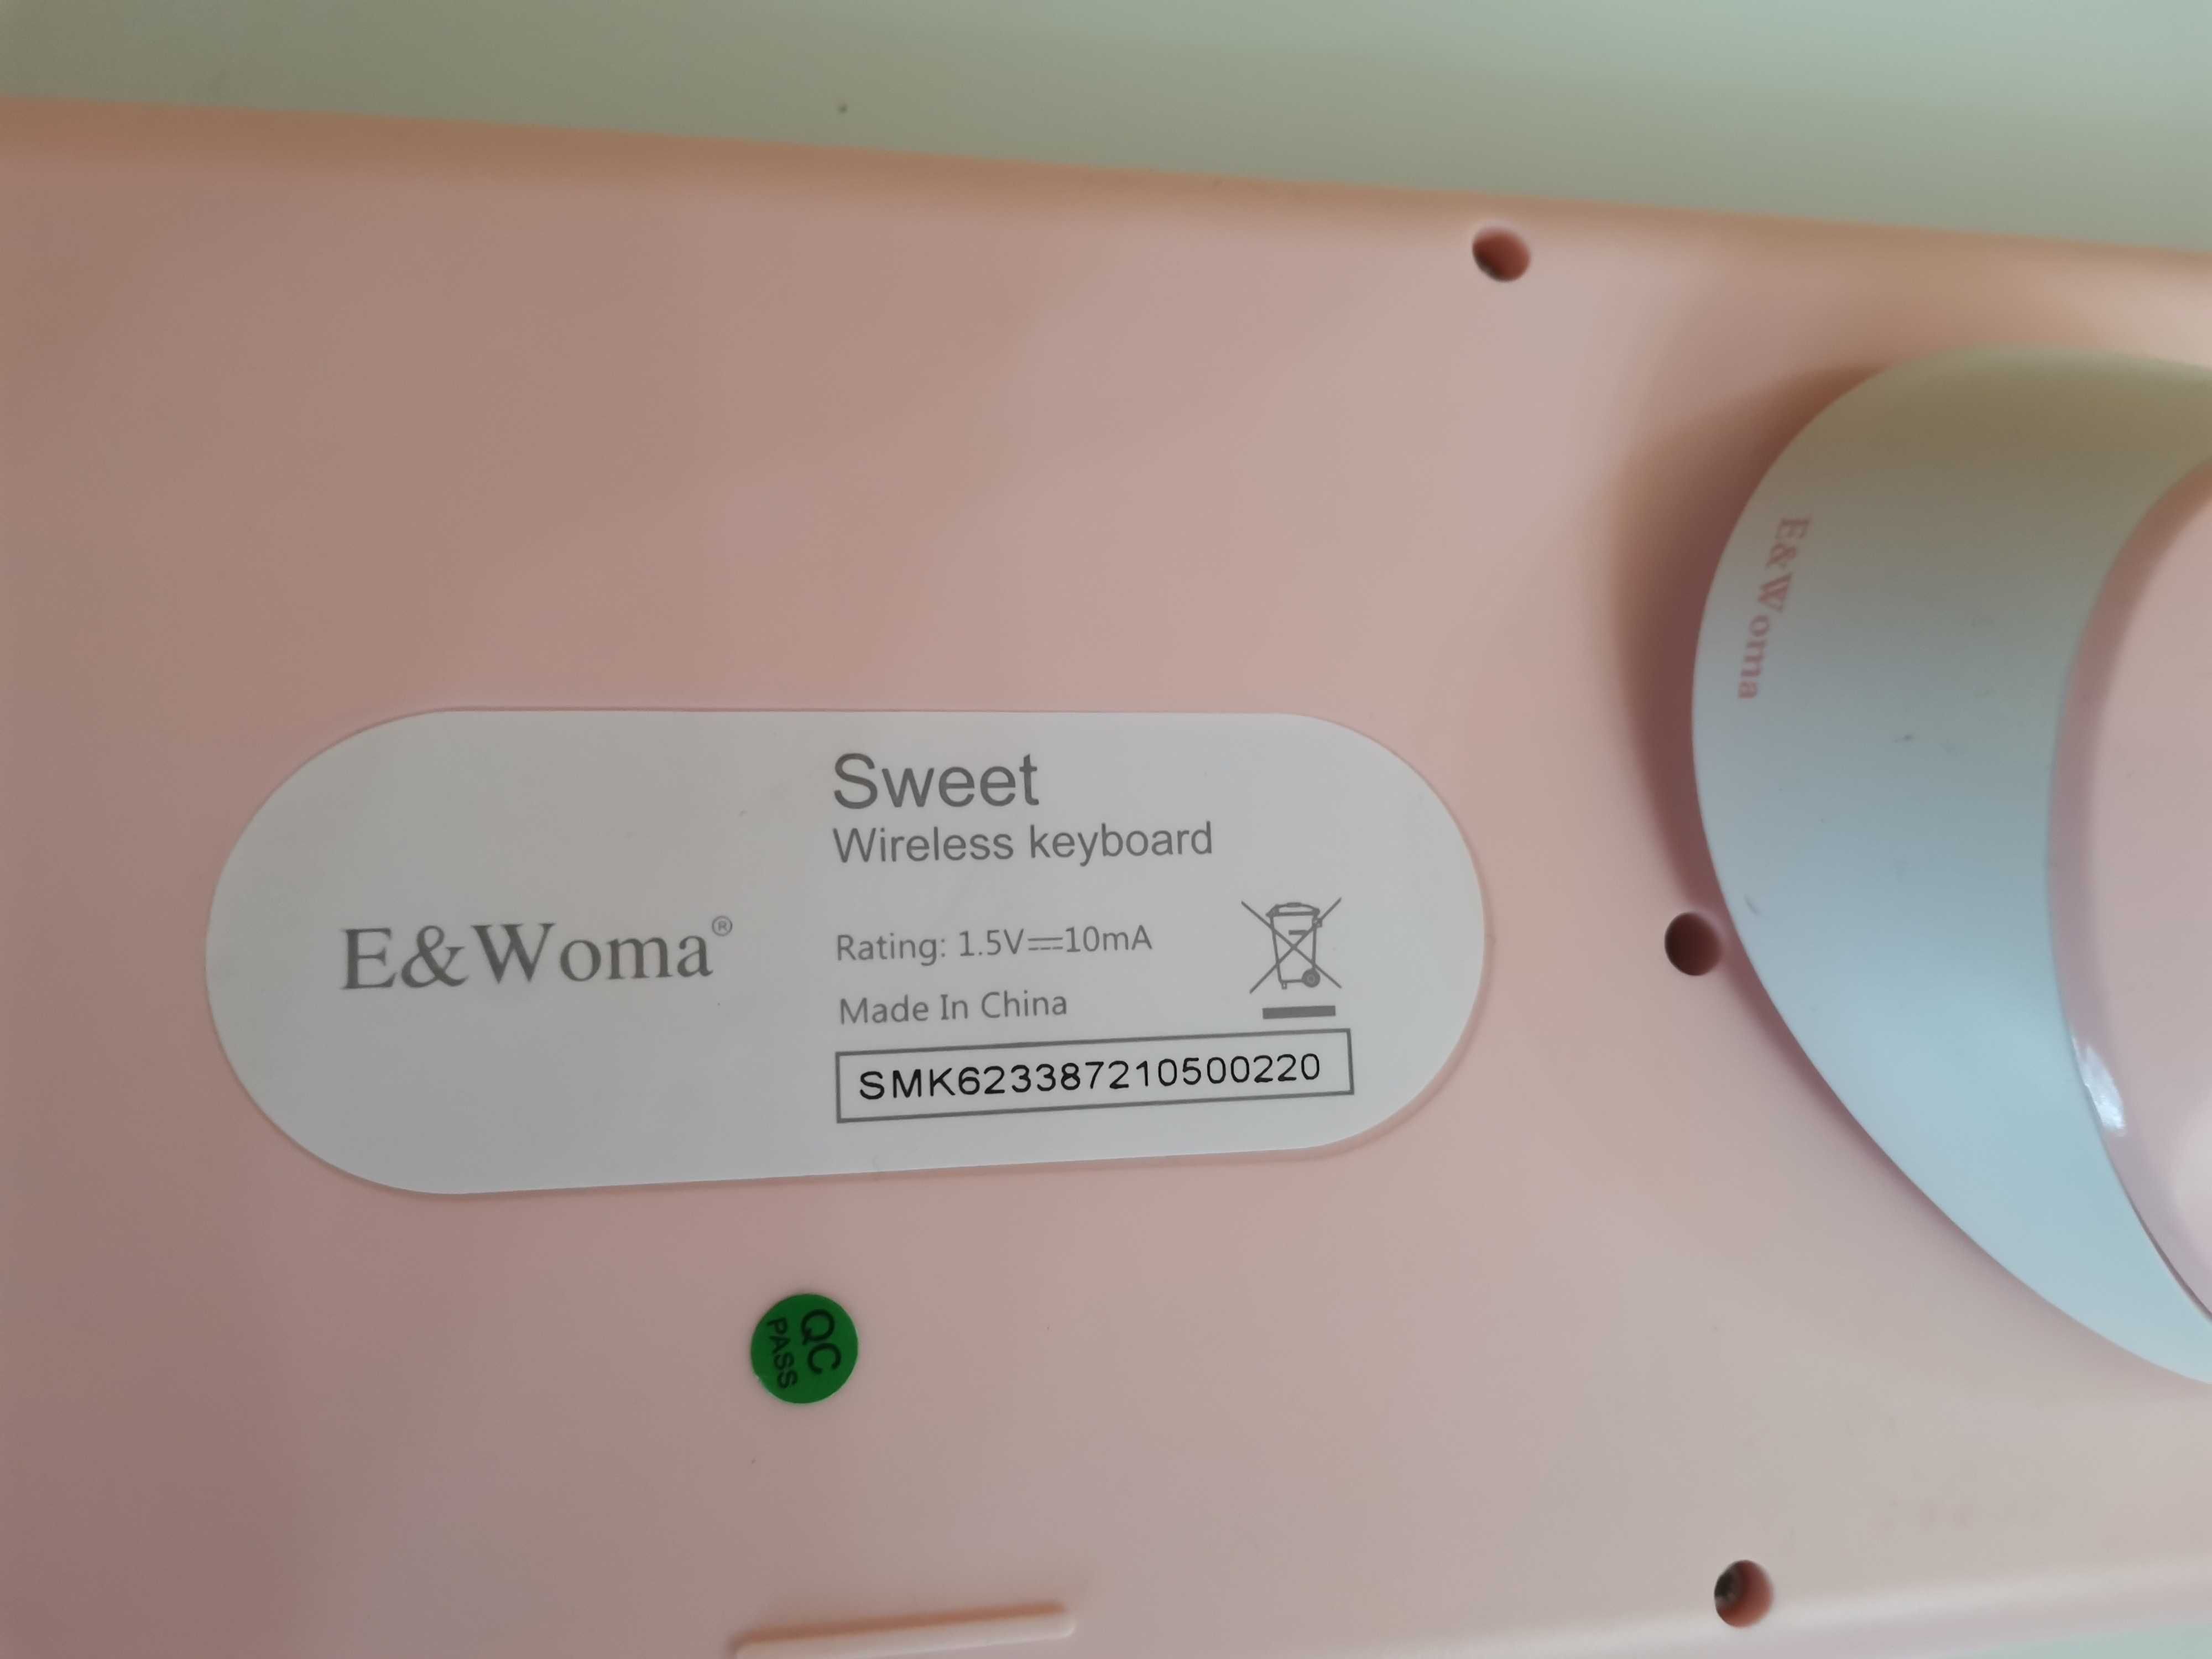 Sweet
Wireless keyboard
E&Woma®
Rating: 1.5V⎓10mA
Made In China
SMK623387210500220
E&Woma
QC
PASS